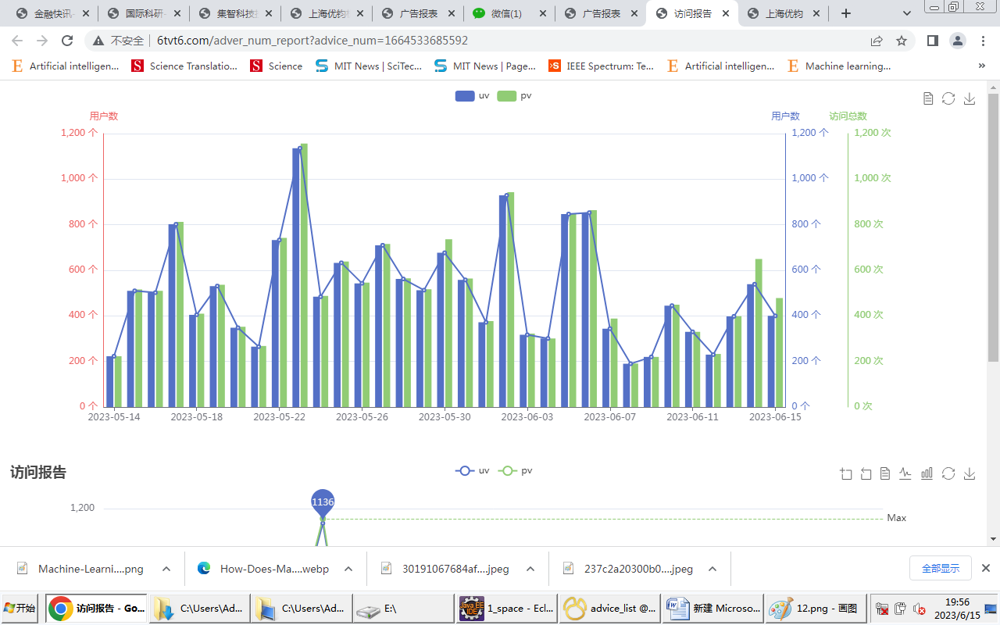 金融快讯-
国际科研-
集智科技
上海优钧
广告报表
微信(1)
广告报表
访问报告
上海优钧
不安全
6tvt6.com/adver_num_report?advice_num=1664533685592
Artificial intelligen...
Science Translatio...
Science
MIT News | SciTec...
MIT News | Page...
IEEE Spectrum: Te...
Artificial intelligen...
Machine learning...
»
uv
pv
用户数
用户数
访问总数
1,200 个
1,200 个
1,200 次
1,000 个
1,000 个
1,000 次
800 个
800 个
800 次
600 个
600 个
600 次
400 个
400 个
400 次
200 个
200 个
200 次
0 个
0 个
0 次
2023-05-14
2023-05-18
2023-05-22
2023-05-26
2023-05-30
2023-06-03
2023-06-07
2023-06-11
2023-06-15
访问报告
uv
pv
1136
1,200
Max
Machine-Learni....png
How-Does-Ma....webp
30191067684af....jpeg
237c2a20300b0....jpeg
全部显示
开始
访问报告 - Go...
C:\Users\Ad...
C:\Users\Ad...
E:\
1_space - Ecl...
advice_list @...
新建 Microso...
12.png - 画图
19:56
2023/6/15